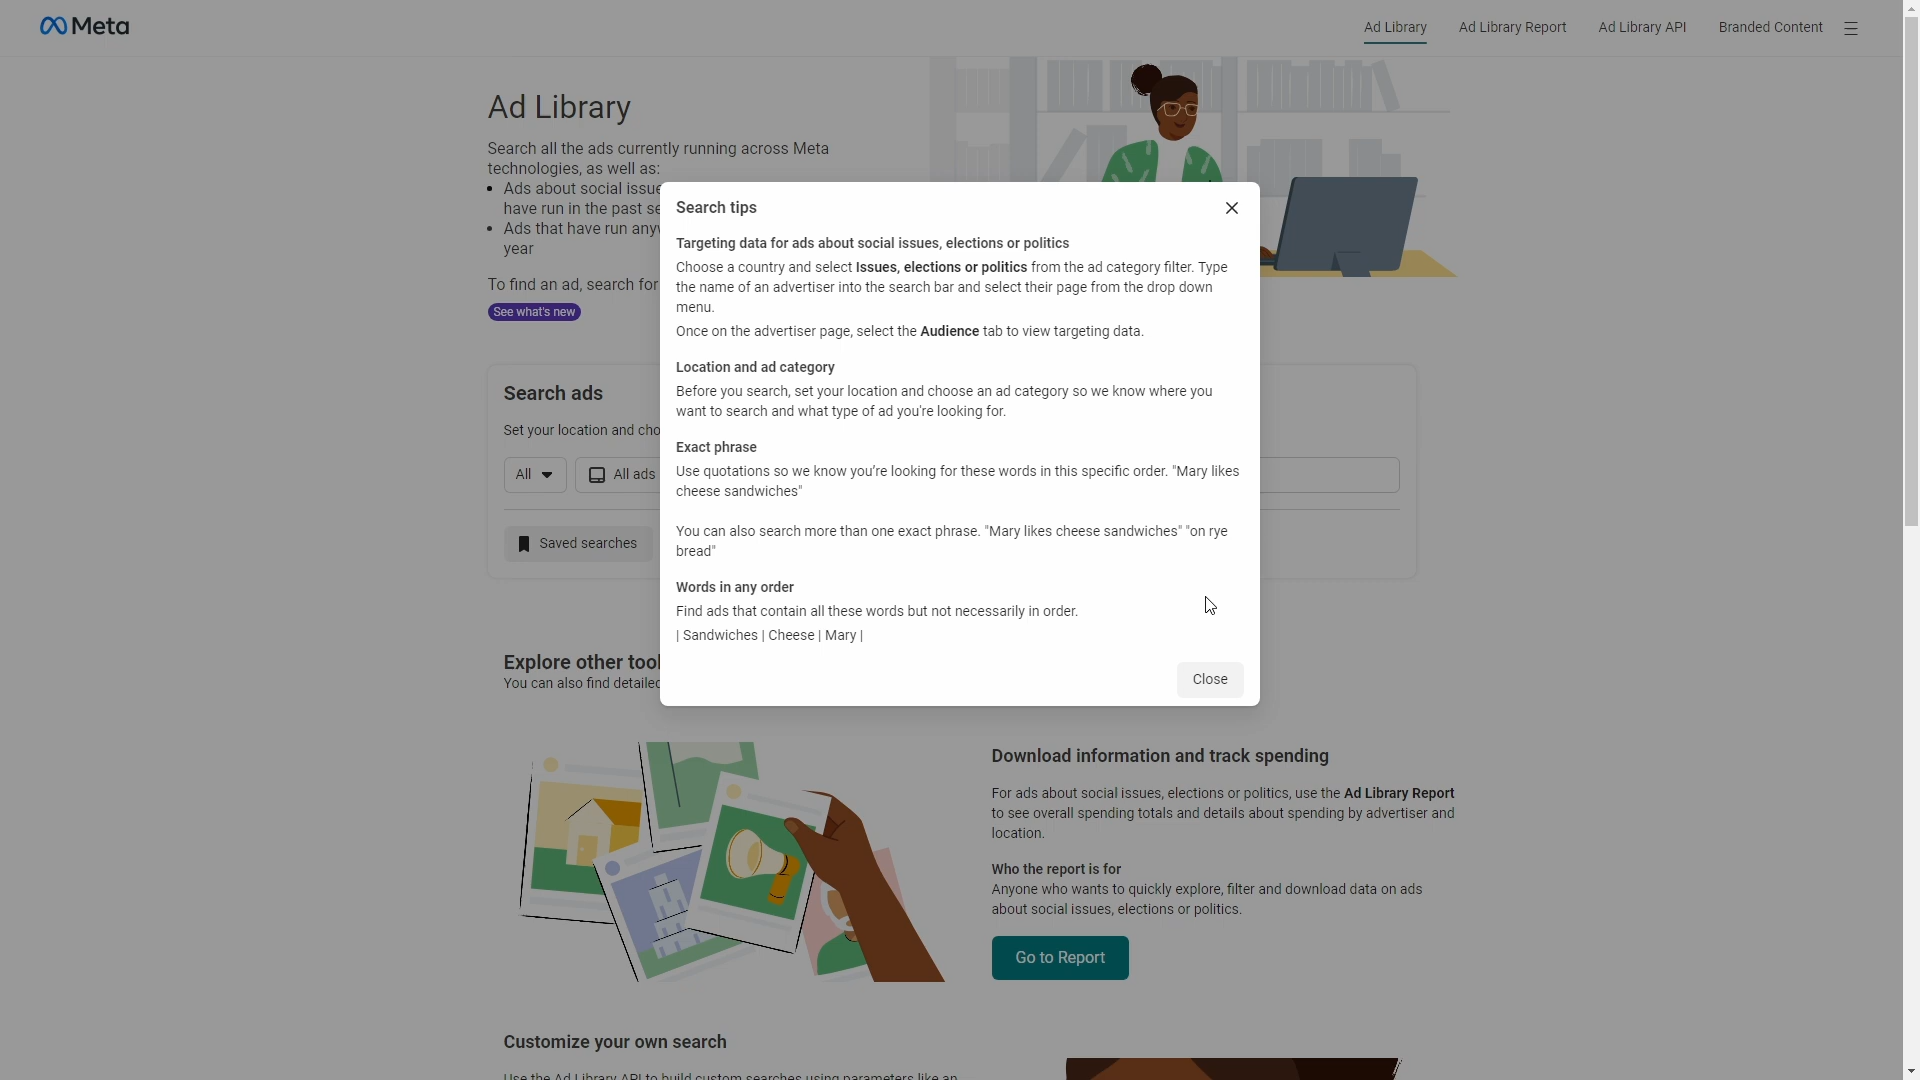 Meta
Ad Library
Ad Library Report
Ad Library API
Branded Content
Ad Library
Search all the ads currently running across Meta
technologies, as well as:
Ads about social issue
have run in the past se
Ads that have run any
year
To find an ad, search for
See what's new
Search ads
Set your location and cho
All
All ads
Saved searches
Search tips
Targeting data for ads about social issues, elections or politics
Choose a country and select Issues, elections or politics from the ad category filter. Type
the name of an advertiser into the search bar and select their page from the drop down
menu.
Once on the advertiser page, select the Audience tab to view targeting data.
Location and ad category
Before you search, set your location and choose an ad category so we know where you
want to search and what type of ad you're looking for.
Exact phrase
Use quotations so we know you’re looking for these words in this specific order. "Mary likes
cheese sandwiches"
You can also search more than one exact phrase. "Mary likes cheese sandwiches" "on rye
bread"
Words in any order
Find ads that contain all these words but not necessarily in order.
| Sandwiches | Cheese | Mary |
Close
Explore other tool
You can also find detailed
Download information and track spending
For ads about social issues, elections or politics, use the Ad Library Report
to see overall spending totals and details about spending by advertiser and
location.
Who the report is for
Anyone who wants to quickly explore, filter and download data on ads
about social issues, elections or politics.
Go to Report
Customize your own search
Use the Ad Library API to build custom searches using parameters like an